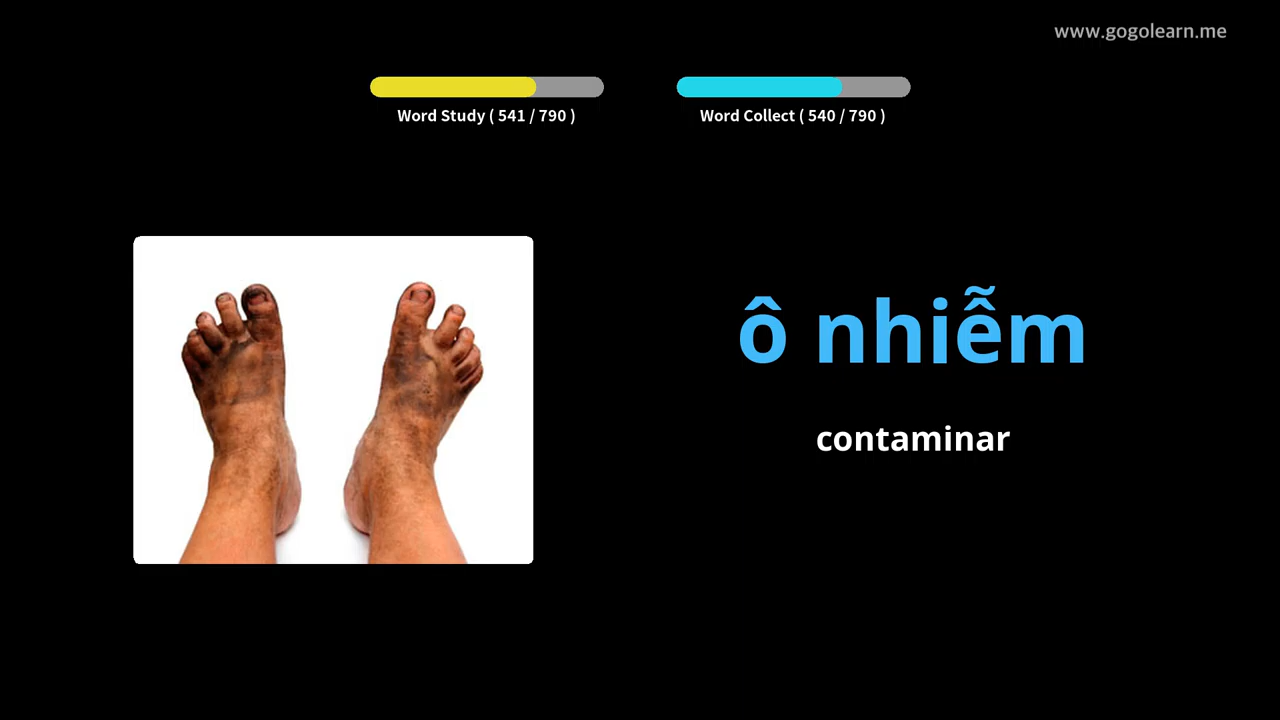 www.gogolearn.me
Word Study ( 541 / 790 )
Word Collect ( 540 / 790 )
ô nhiễm
contaminar